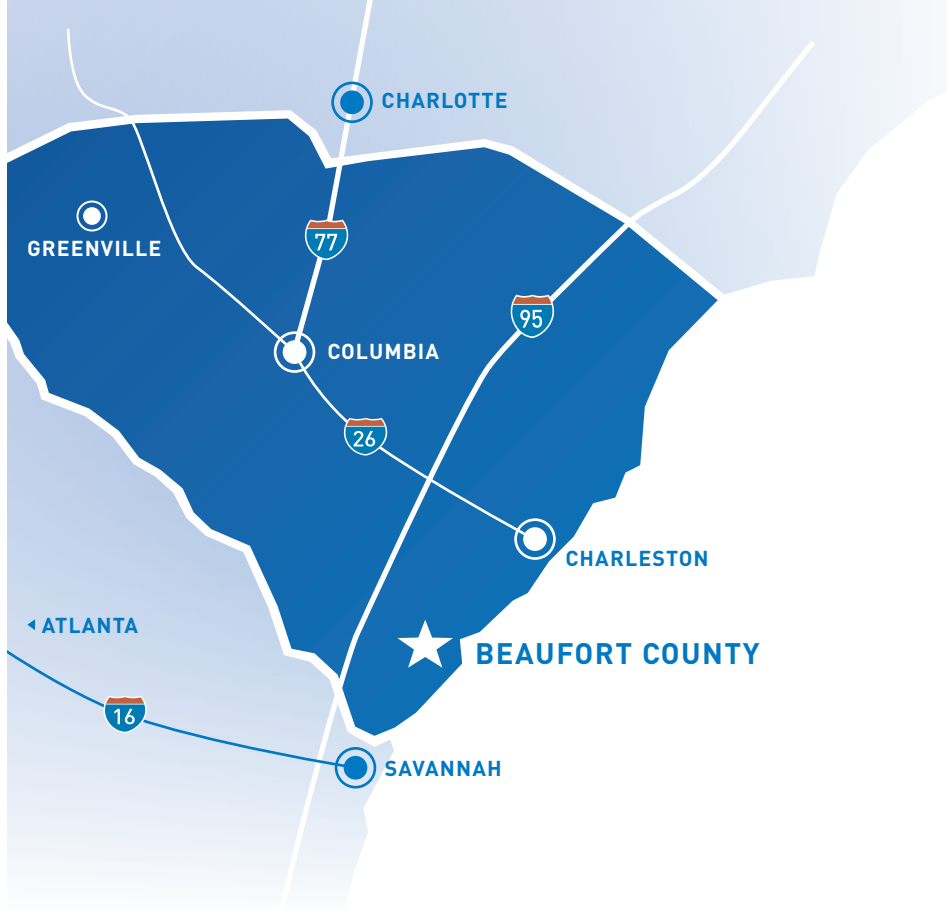 CHARLOTTE
77
GREENVILLE
95
COLUMBIA
26
CHARLESTON
ATLANTA
BEAUFORT COUNTY
16
SAVANNAH